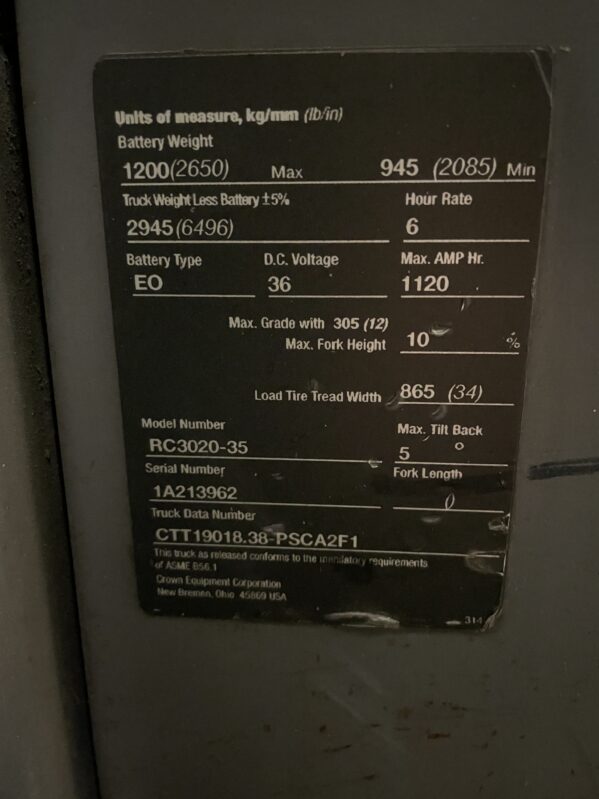 Units of measure, kg/mm (lb/in)
Battery Weight
1200 (2650) Max 945 (2085) Min
Truck Weight Less Battery ±5% Hour Rate
2945 (6496) 6
Battery Type D.C. Voltage Max. AMP Hr.
EO 36 1120
Max. Grade with 305 (12)
Max. Fork Height 10 %
Load Tire Tread Width 865 (34)
Model Number Max. Tilt Back
RC3020-35 5 °
Serial Number Fork Length
1A213962 ()
Truck Data Number
CTT19018.38-PSCA2F1
This truck as released conforms to the mandatory requirements
of ASME B56.1
Crown Equipment Corporation
New Bremen, Ohio 45869 USA
314